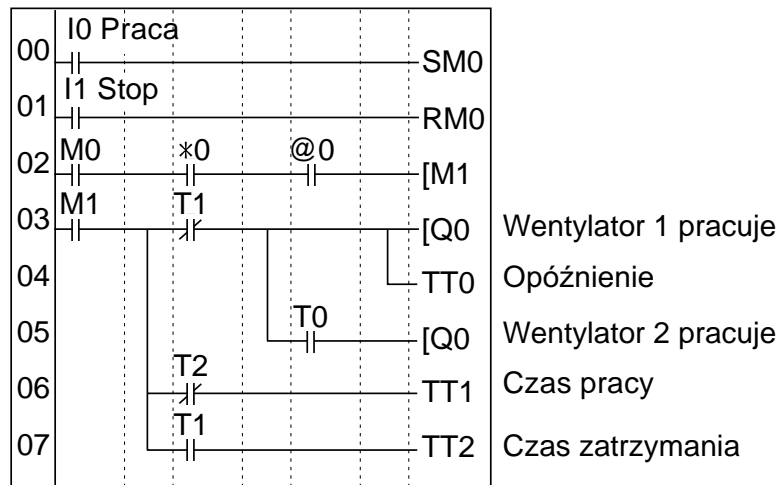 I0 Praca
00 SM0
I1 Stop
01 RM0
M0 *0 @0
02 [M1
M1 T1
03 [Q0 Wentylator 1 pracuje
04 TT0 Opóźnienie
T0
05 [Q0 Wentylator 2 pracuje
T2
06 TT1 Czas pracy
T1
07 TT2 Czas zatrzymania